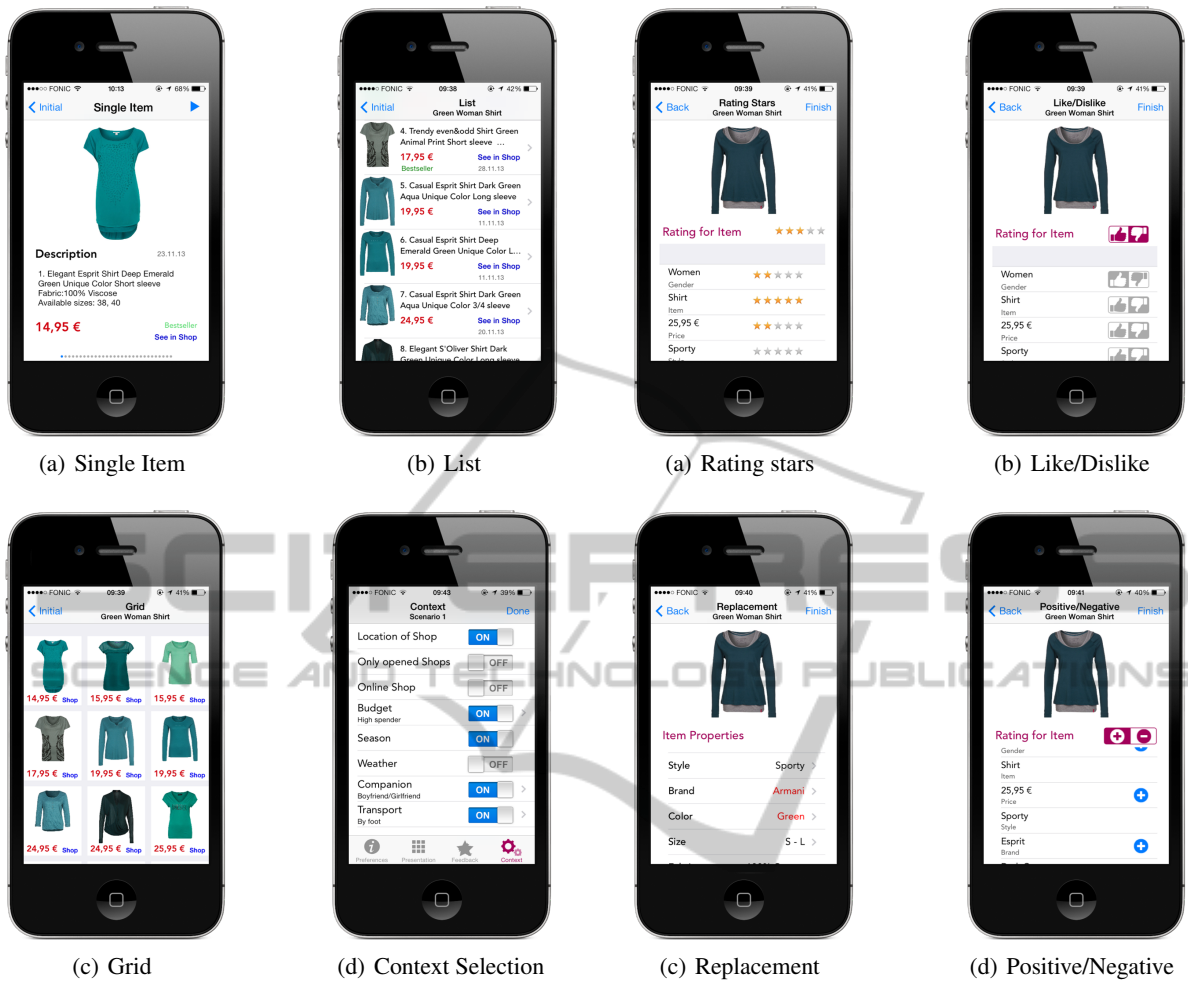 FONIC 10:13 68%
Initial Single Item
Description 23.11.13
1. Elegant Esprit Shirt Deep Emerald
Green Unique Color Short sleeve
Fabric:100% Viscose
Available sizes: 38, 40
14,95 € Bestseller
See in Shop
(a) Single Item
FONIC 09:38 42%
Initial List
Green Woman Shirt
4. Trendy even&odd Shirt Green
Animal Print Short sleeve ...
17,95 € See in Shop
Bestseller 28.11.13
5. Casual Esprit Shirt Dark Green
Aqua Unique Color Long sleeve
19,95 € See in Shop
11.11.13
6. Casual Esprit Shirt Deep
Emerald Green Unique Color L...
19,95 € See in Shop
11.11.13
7. Casual Esprit Shirt Dark Green
Aqua Unique Color 3/4 sleeve
24,95 € See in Shop
20.11.13
8. Elegant S'Oliver Shirt Dark
Green Unique Color Long sleeve
(b) List
FONIC 09:39 41%
Back Rating Stars Finish
Green Woman Shirt
Rating for Item
Women
Gender
Shirt
Item
25,95 €
Price
Sporty
Style
(a) Rating stars
FONIC 09:39 41%
Back Like/Dislike Finish
Green Woman Shirt
Rating for Item
Women
Gender
Shirt
Item
25,95 €
Price
Sporty
(b) Like/Dislike
FONIC 09:39 41%
Initial Grid
Green Woman Shirt
14,95 € Shop 15,95 € Shop 15,95 € Shop
17,95 € Shop 19,95 € Shop 19,95 € Shop
24,95 € Shop 24,95 € Shop 25,95 € Shop
(c) Grid
FONIC 09:43 39%
Context Done
Scenario 1
Location of Shop ON
Only opened Shops OFF
Online Shop OFF
Budget ON
High spender
Season ON
Weather OFF
Companion ON
Boyfriend/Girlfriend
Transport ON
By foot
Preferences Presentation Feedback Context
(d) Context Selection
FONIC 09:40 41%
Back Replacement Finish
Green Woman Shirt
Item Properties
Style Sporty
Brand Armani
Color Green
Size S - L
(c) Replacement
FONIC 09:41 40%
Back Positive/Negative Finish
Green Woman Shirt
Rating for Item
Gender
Shirt
Item
25,95 €
Price
Sporty
Style
Esprit
Brand
(d) Positive/Negative
SCITEPRESS
SCIENCE AND TECHNOLOGY PUBLICATIONS